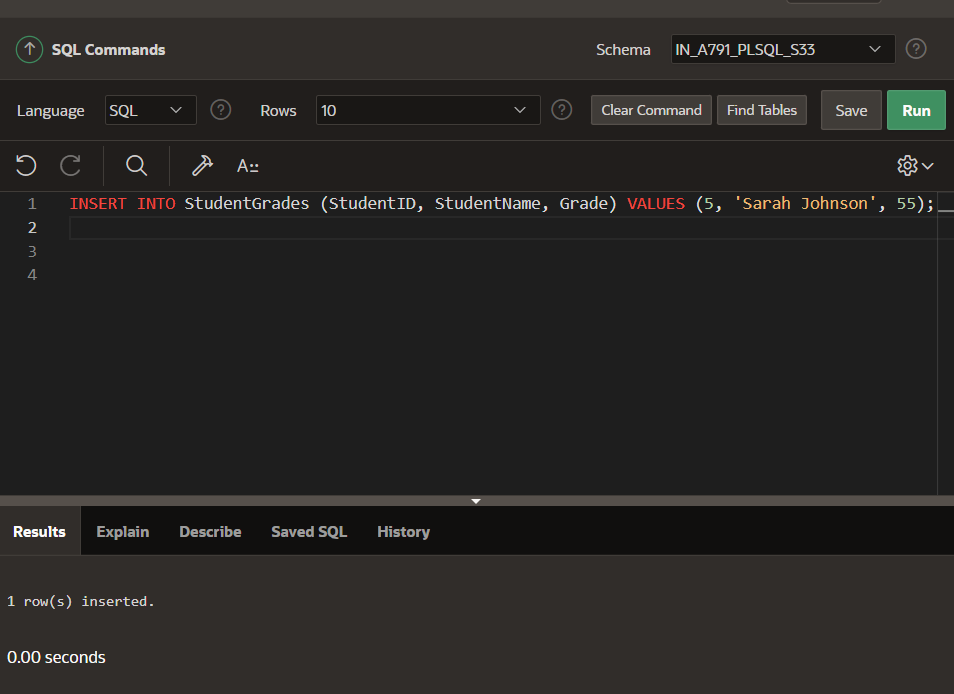 SQL Commands Schema IN_A791_PLSQL_S33 ?
Language SQL ? Rows 10 ? Clear Command Find Tables Save Run
A::
1 INSERT INTO StudentGrades (StudentID, StudentName, Grade) VALUES (5, 'Sarah Johnson', 55);
2
3
4
Results Explain Describe Saved SQL History
1 row(s) inserted.
0.00 seconds